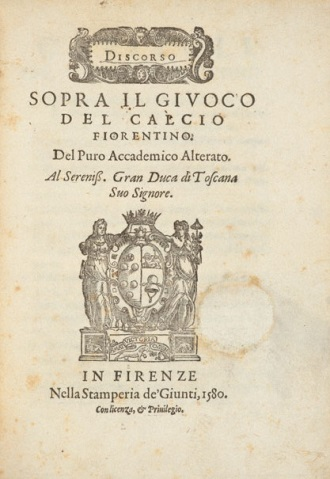 DISCORSO
SOPRA IL GIVOCO
DEL CALCIO
FIORENTINO.
Del Puro Accademico Alterato.
Al Sereniß. Gran Duca di Toscana
Suo Signore.
IN FIRENZE
Nella Stamperia de' Giunti, 1580.
Con licenza, & Priuilegio.